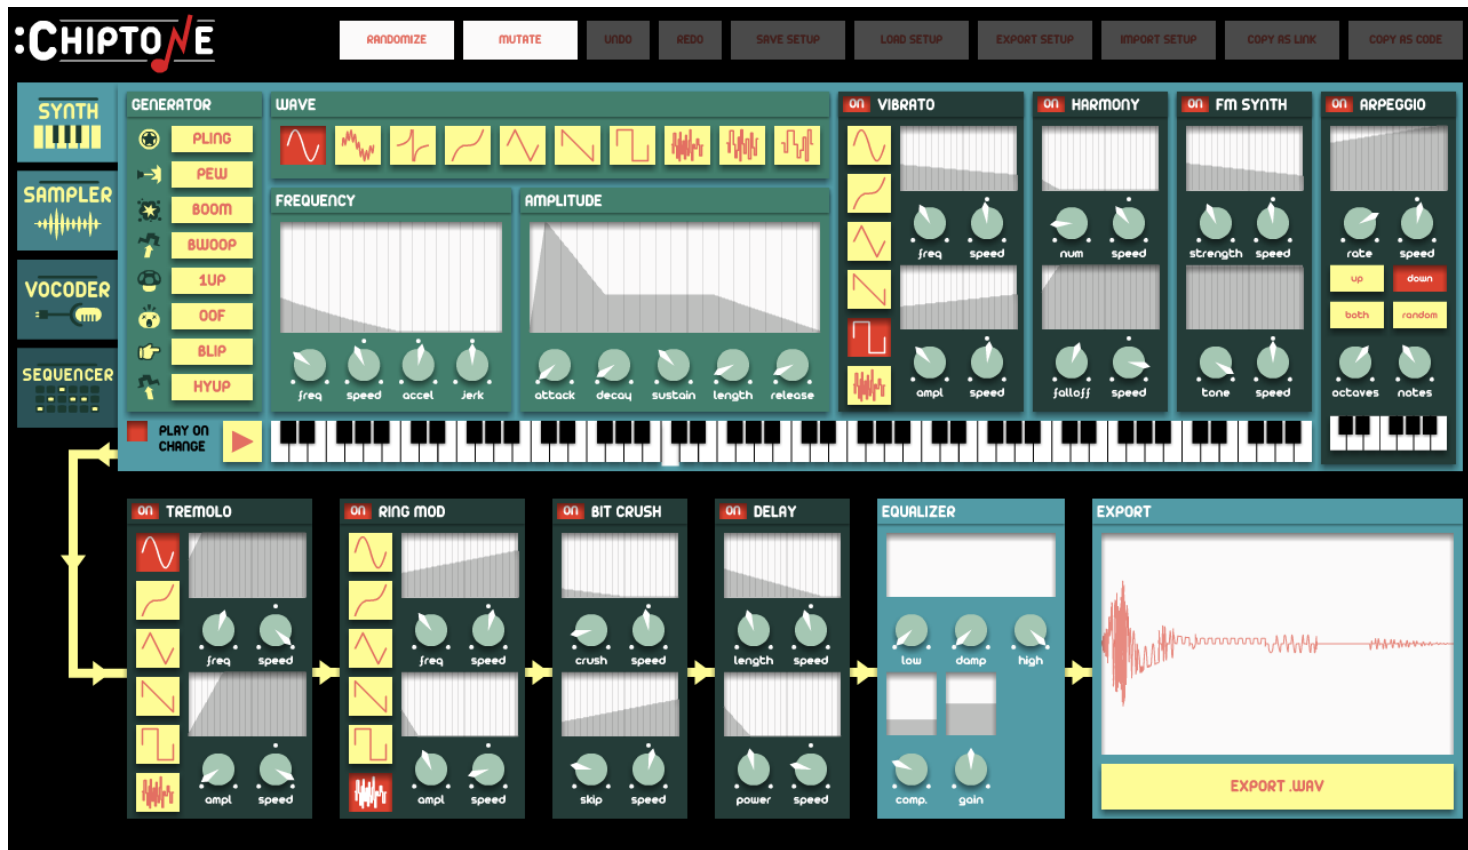 :CHIPTONE
RANDOMIZE
MUTATE
UNDO
REDO
SAVE SETUP
LOAD SETUP
EXPORT SETUP
IMPORT SETUP
COPY AS LINK
COPY AS CODE
SYNTH
SAMPLER
VOCODER
SEQUENCER
GENERATOR
PLING
PEW
BOOM
BWOOP
1UP
OOF
BLIP
HYUP
PLAY ON
CHANGE
WAVE
FREQUENCY
freq speed accel jerk
AMPLITUDE
attack decay sustain length release
on VIBRATO
freq speed
ampl speed
on HARMONY
num speed
falloff speed
on FM SYNTH
strength speed
tone speed
on ARPEGGIO
rate speed
up down
both random
octaves notes
on TREMOLO
freq speed
ampl speed
on RING MOD
freq speed
ampl speed
on BIT CRUSH
crush speed
skip speed
on DELAY
length speed
power speed
EQUALIZER
low damp high
comp. gain
EXPORT
EXPORT .WAV